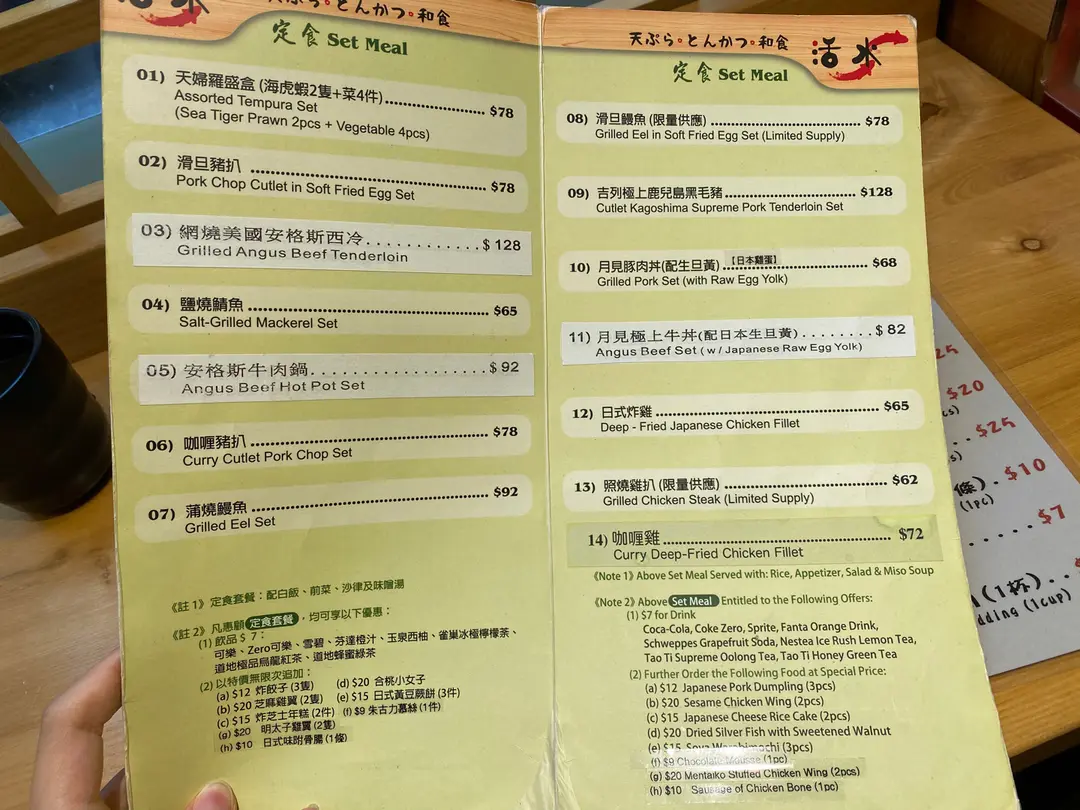 活水
天ぷら・とんかつ・和食
定食 Set Meal
01) 天婦羅盛盒 (海虎蝦2隻+菜4件) $78
Assorted Tempura Set
(Sea Tiger Prawn 2pcs + Vegetable 4pcs)
02) 滑旦豬扒 $78
Pork Chop Cutlet in Soft Fried Egg Set
03) 網燒美國安格斯西冷............$ 128
Grilled Angus Beef Tenderloin
04) 鹽燒鯖魚 $65
Salt-Grilled Mackerel Set
05) 安格斯牛肉鍋....................$ 92
Angus Beef Hot Pot Set
06) 咖喱豬扒 $78
Curry Cutlet Pork Chop Set
07) 蒲燒鰻魚 $92
Grilled Eel Set
《註 1》定食套餐：配白飯、前菜、沙律及味噌湯
《註 2》凡惠顧 定食套餐，均可享以下優惠：
(1) 飲品 $ 7：
可樂、Zero可樂、雪碧、芬達橙汁、玉泉西柚、雀巢冰極檸檬茶、
道地極品烏龍紅茶、道地蜂蜜綠茶
(2) 以特價無限次追加：
(a) $12 炸餃子 (3隻) (d) $20 合桃小女子
(b) $20 芝麻雞翼 (2隻) (e) $15 日式黃豆蕨餅 (3件)
(c) $15 炸芝士年糕 (2件) (f) $9 朱古力慕絲 (1件)
(g) $20 明太子雞翼 (2隻)
(h) $10 日式味附骨腸 (1條)
天ぷら・とんかつ・和食
活水
定食 Set Meal
08) 滑旦鰻魚 (限量供應) $78
Grilled Eel in Soft Fried Egg Set (Limited Supply)
09) 吉列極上鹿兒島黑毛豬 $128
Cutlet Kagoshima Supreme Pork Tenderloin Set
10) 月見豚肉丼(配生旦黃) 【日本雞蛋】 $68
Grilled Pork Set (with Raw Egg Yolk)
11) 月見極上牛丼(配日本生旦黃)........$ 82
Angus Beef Set ( w / Japanese Raw Egg Yolk)
12) 日式炸雞 $65
Deep - Fried Japanese Chicken Fillet
13) 照燒雞扒 (限量供應) $62
Grilled Chicken Steak (Limited Supply)
14) 咖喱雞 $72
Curry Deep-Fried Chicken Fillet
《Note 1》Above Set Meal Served with: Rice, Appetizer, Salad & Miso Soup
《Note 2》Above Set Meal Entitled to the Following Offers:
(1) $7 for Drink
Coca-Cola, Coke Zero, Sprite, Fanta Orange Drink,
Schweppes Grapefruit Soda, Nestea Ice Rush Lemon Tea,
Tao Ti Supreme Oolong Tea, Tao Ti Honey Green Tea
(2) Further Order the Following Food at Special Price:
(a) $12 Japanese Pork Dumpling (3pcs)
(b) $20 Sesame Chicken Wing (2pcs)
(c) $15 Japanese Cheese Rice Cake (2pcs)
(d) $20 Dried Silver Fish with Sweetened Walnut
(e) $15 Soya Warabimochi (3pcs)
(f) $9 Chocolate Mousse (1pc)
(g) $20 Mentaiko Stuffed Chicken Wing (2pcs)
(h) $10 Sausage of Chicken Bone (1pc)
$20
$25
條). $10
(1pc)
$7
(1杯)..
(1cup)